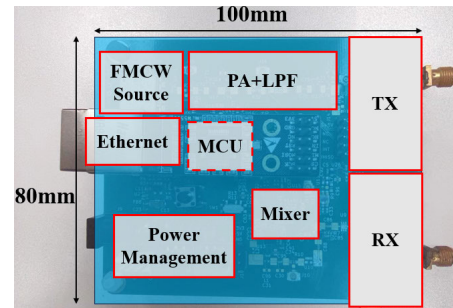 100mm
FMCW
Source
PA+LPF
TX
Ethernet
MCU
80mm
Mixer
Power
Management
RX